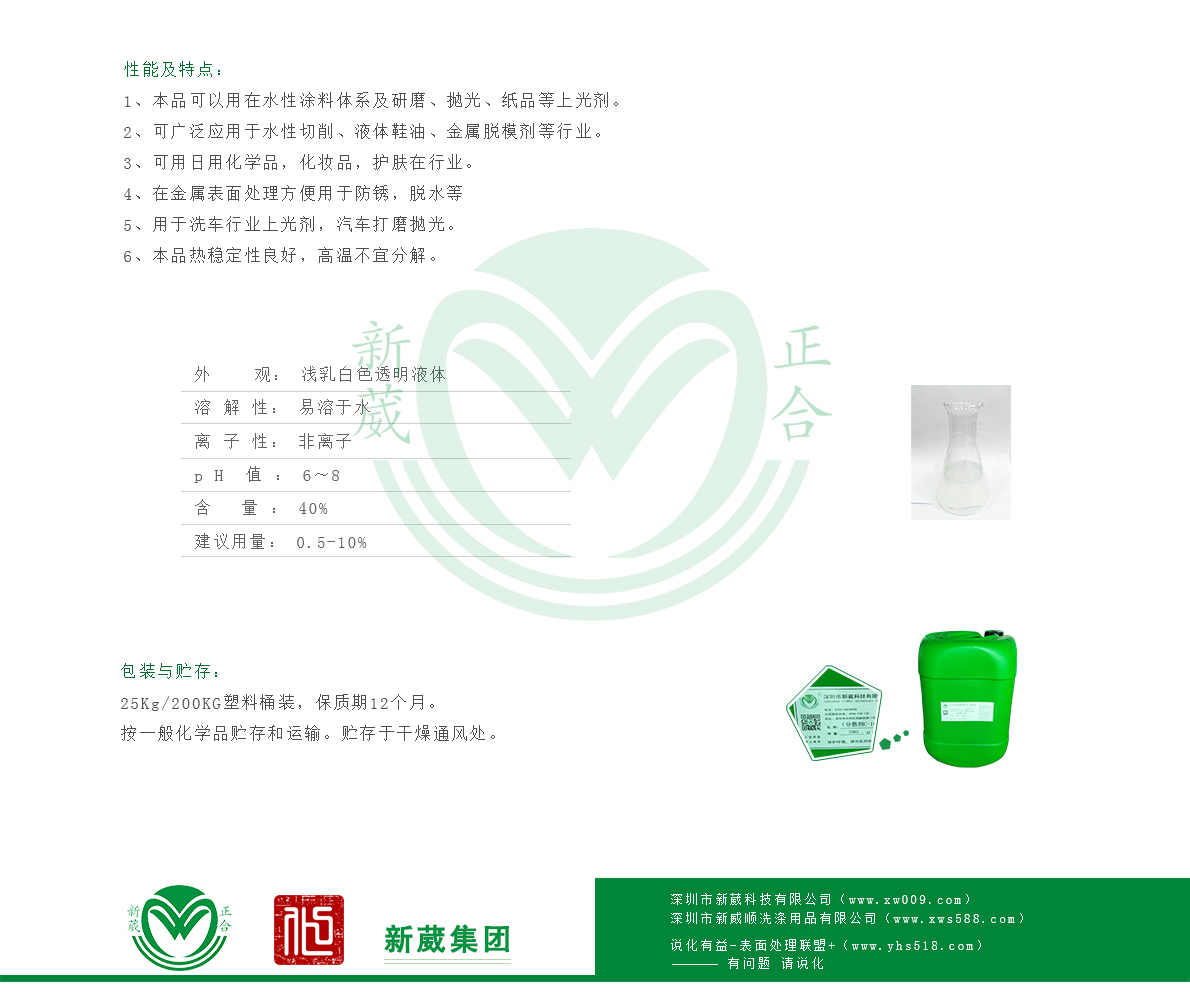 性能及特点：
1、本品可以用在水性涂料体系及研磨、抛光、纸品等上光剂。
2、可广泛应用于水性切削、液体鞋油、金属脱模剂等行业。
3、可用日用化学品，化妆品，护肤在行业。
4、在金属表面处理方便用于防锈，脱水等
5、用于洗车行业上光剂，汽车打磨抛光。
6、本品热稳定性良好，高温不宜分解。
新葳
正合
外 观： 浅乳白色透明液体
溶 解 性： 易溶于水
离 子 性： 非离子
pH 值 ： 6～8
含 量 ： 40%
建议用量： 0.5-10%
包装与贮存：
25Kg/200KG塑料桶装，保质期12个月。
按一般化学品贮存和运输。贮存于干燥通风处。
深圳市新葳科技有限
（分散剂C-1
新葳
正合
新葳集团
深圳市新葳科技有限公司（www.xw009.com）
深圳市新威顺洗涤用品有限公司（www.xws588.com）
说化有益-表面处理联盟+（www.yhs518.com）
有问题 请说化